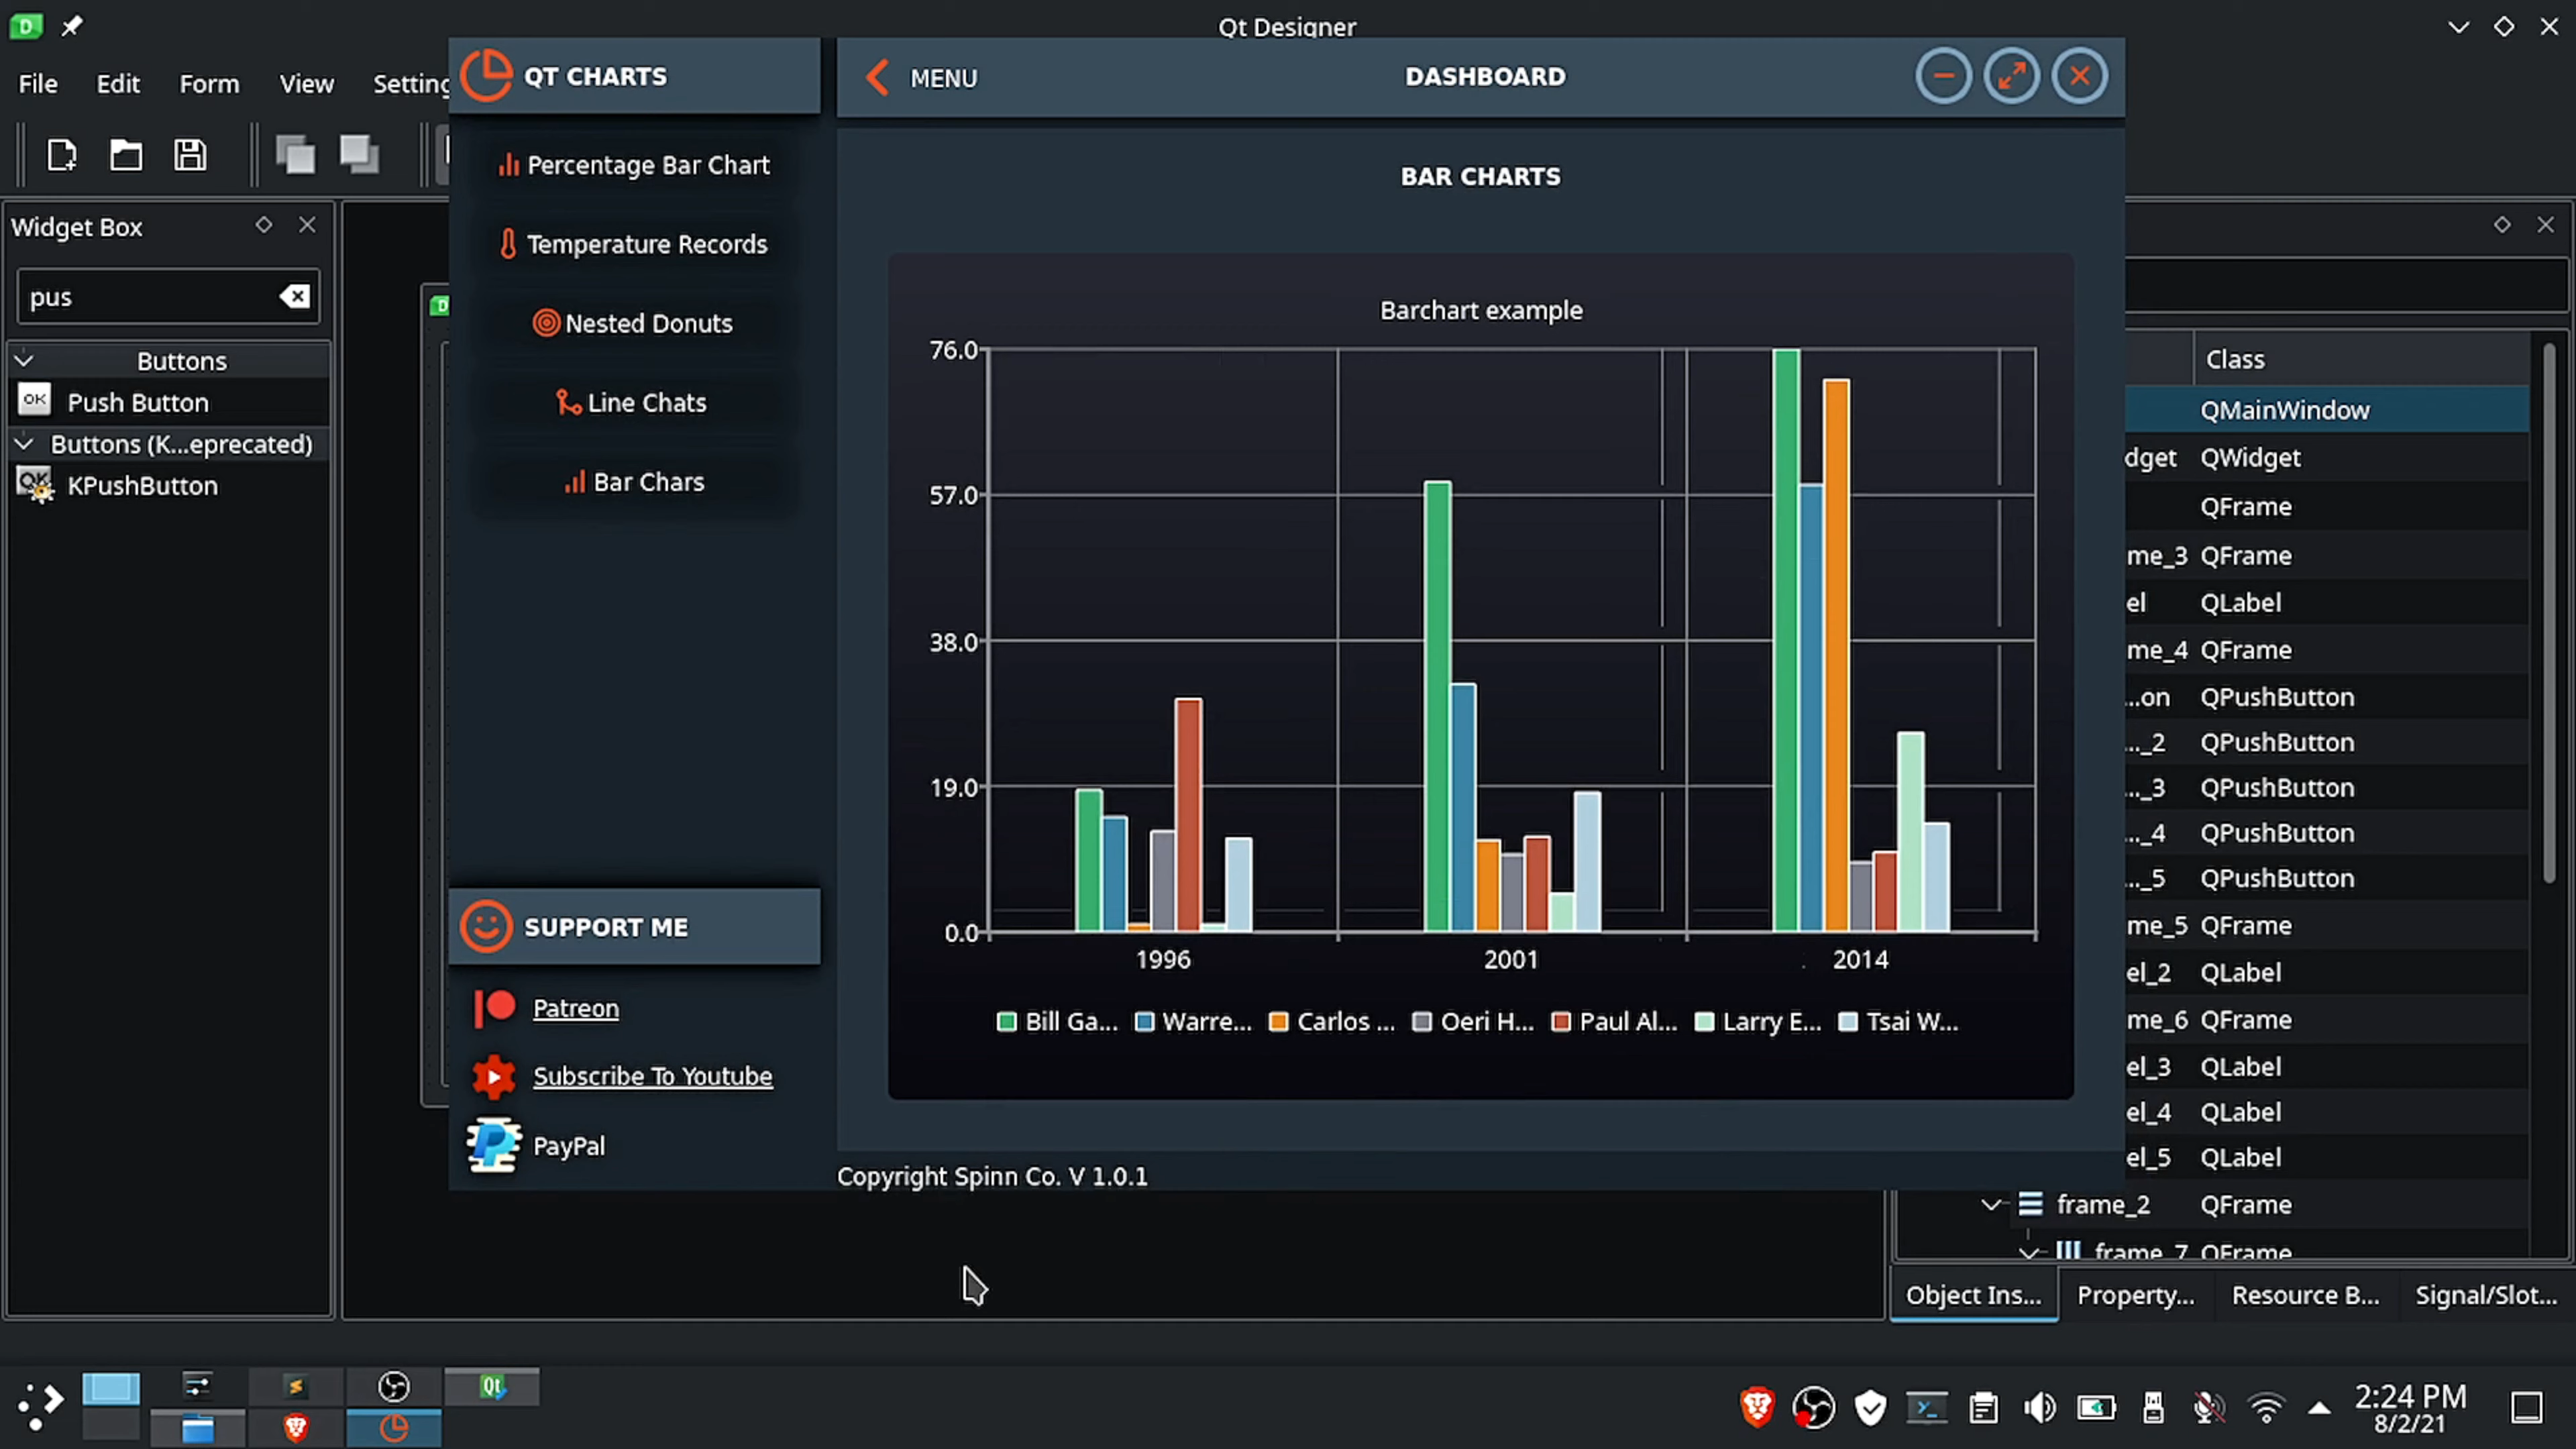 Qt Designer
File Edit Form View Setting
Widget Box
pus
Buttons
OK Push Button
Buttons (K...eprecated)
KPushButton
QT CHARTS
Percentage Bar Chart
Temperature Records
Nested Donuts
Line Chats
Bar Chars
SUPPORT ME
Patreon
Subscribe To Youtube
PayPal
MENU
DASHBOARD
BAR CHARTS
Barchart example
76.0
57.0
38.0
19.0
0.0
1996 2001 2014
Bill Ga... Warre... Carlos ... Oeri H... Paul Al... Larry E... Tsai W...
Copyright Spinn Co. V 1.0.1
Class
QMainWindow
dget QWidget
QFrame
me_3 QFrame
el QLabel
me_4 QFrame
...on QPushButton
..._2 QPushButton
..._3 QPushButton
..._4 QPushButton
..._5 QPushButton
me_5 QFrame
el_2 QLabel
me_6 QFrame
el_3 QLabel
el_4 QLabel
el_5 QLabel
frame_2 QFrame
frame_7 QFrame
Object Ins... Property... Resource B... Signal/Slot...
Qt
2:24 PM
8/2/21